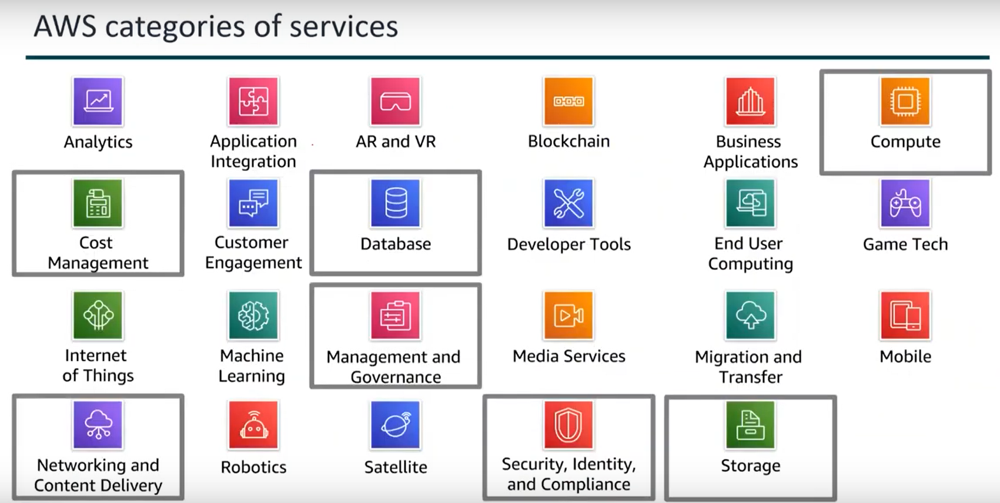 AWS categories of services
Analytics
Application
Integration
AR and VR
Blockchain
Business
Applications
Compute
Cost
Management
Customer
Engagement
Database
Developer Tools
End User
Computing
Game Tech
Internet
of Things
Machine
Learning
Management and
Governance
Media Services
Migration and
Transfer
Mobile
Networking and
Content Delivery
Robotics
Satellite
Security, Identity,
and Compliance
Storage